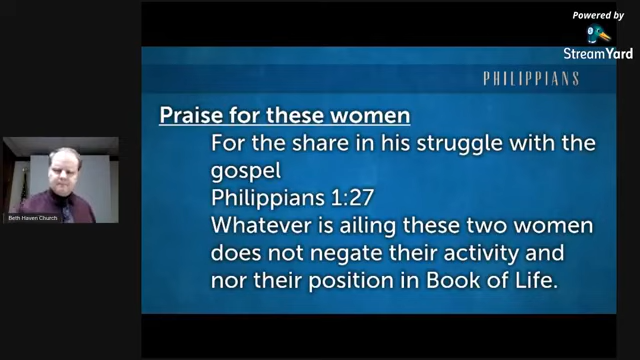 Powered by
StreamYard
PHILIPPIANS
Praise for these women
For the share in his struggle with the
gospel
Philippians 1:27
Whatever is ailing these two women
does not negate their activity and
nor their position in Book of Life.
Beth Haven Church